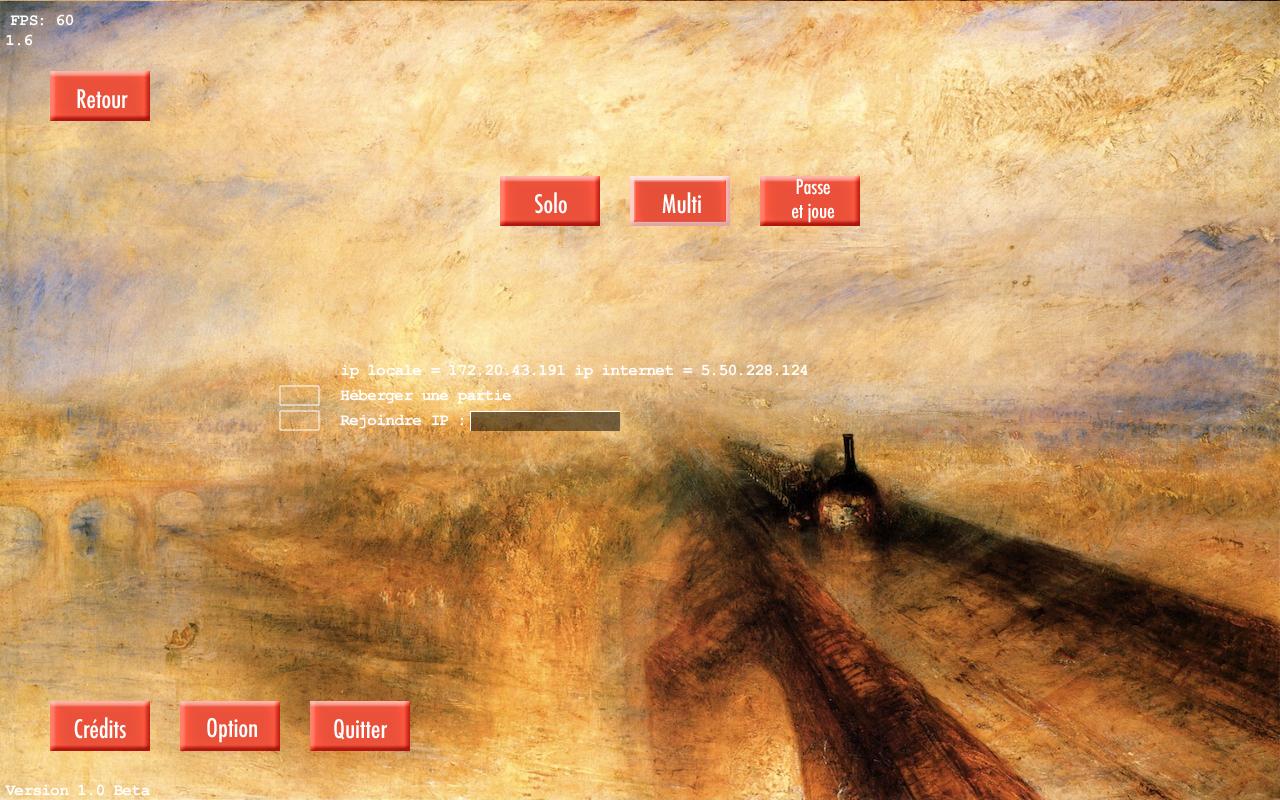 FPS: 60
1.6
Retour
Solo
Multi
Passe
et joue
ip locale = 172.20.43.191 ip internet = 5.50.228.124
Héberger une partie
Rejoindre IP :
Crédits
Option
Quitter
Version 1.0 Beta